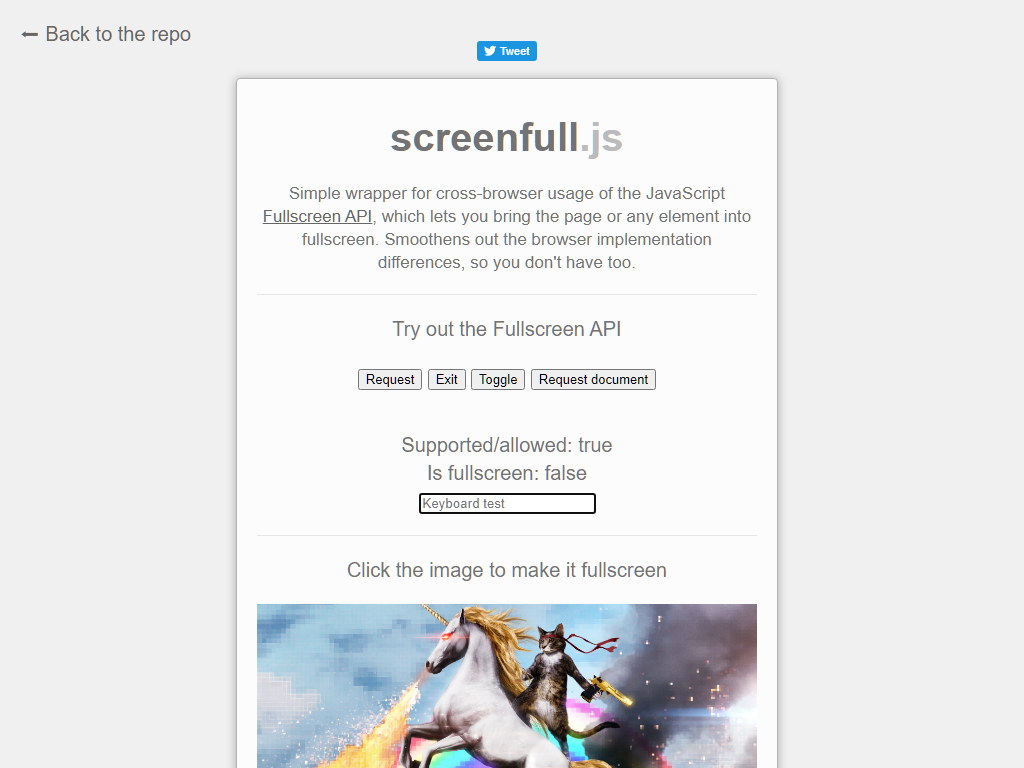 Back to the repo
Tweet
screenfull.js
Simple wrapper for cross-browser usage of the JavaScript
Fullscreen API, which lets you bring the page or any element into
fullscreen. Smoothens out the browser implementation
differences, so you don't have too.
Try out the Fullscreen API
Request Exit Toggle Request document
Supported/allowed: true
Is fullscreen: false
Keyboard test
Click the image to make it fullscreen